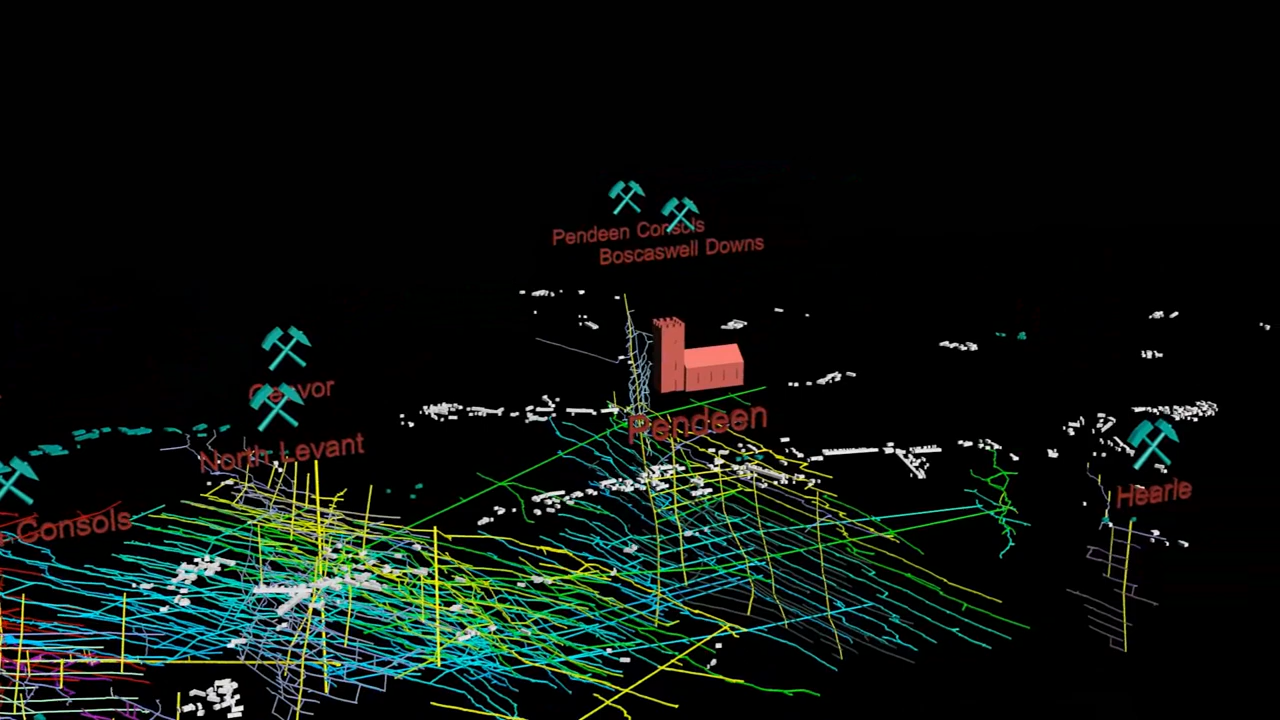 Pendeen Consols
Boscaswell Downs
North Levant
Pendeen
Hearle
Consols